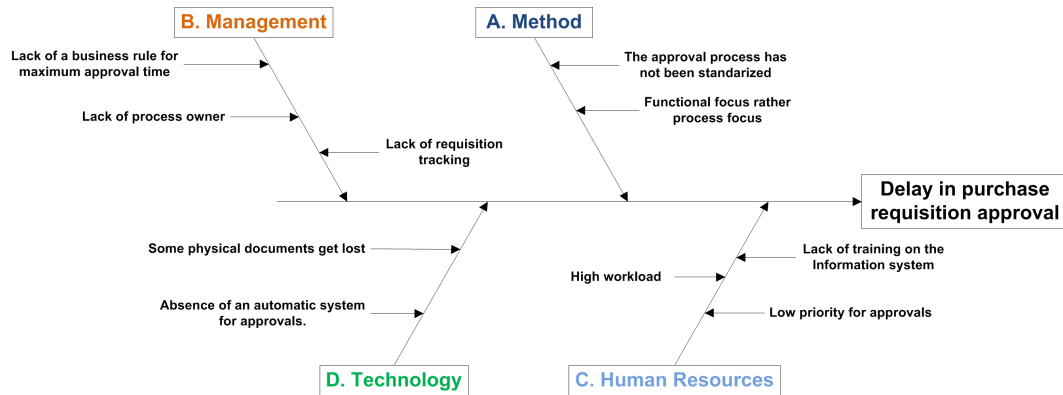 B. Management
A. Method
Lack of a business rule for
maximum approval time
Lack of process owner
Lack of requisition
tracking
The approval process has
not been standarized
Functional focus rather
process focus
Delay in purchase
requisition approval
Some physical documents get lost
Absence of an automatic system
for approvals.
High workload
Lack of training on the
Information system
Low priority for approvals
D. Technology
C. Human Resources